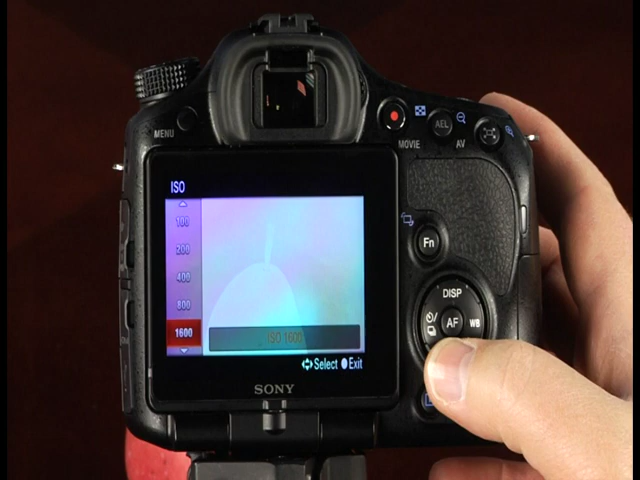 MENU
MOVIE
AEL
AV
ISO
100
200
400
800
1600
ISO 1600
Select Exit
Fn
DISP
AF
WB
SONY